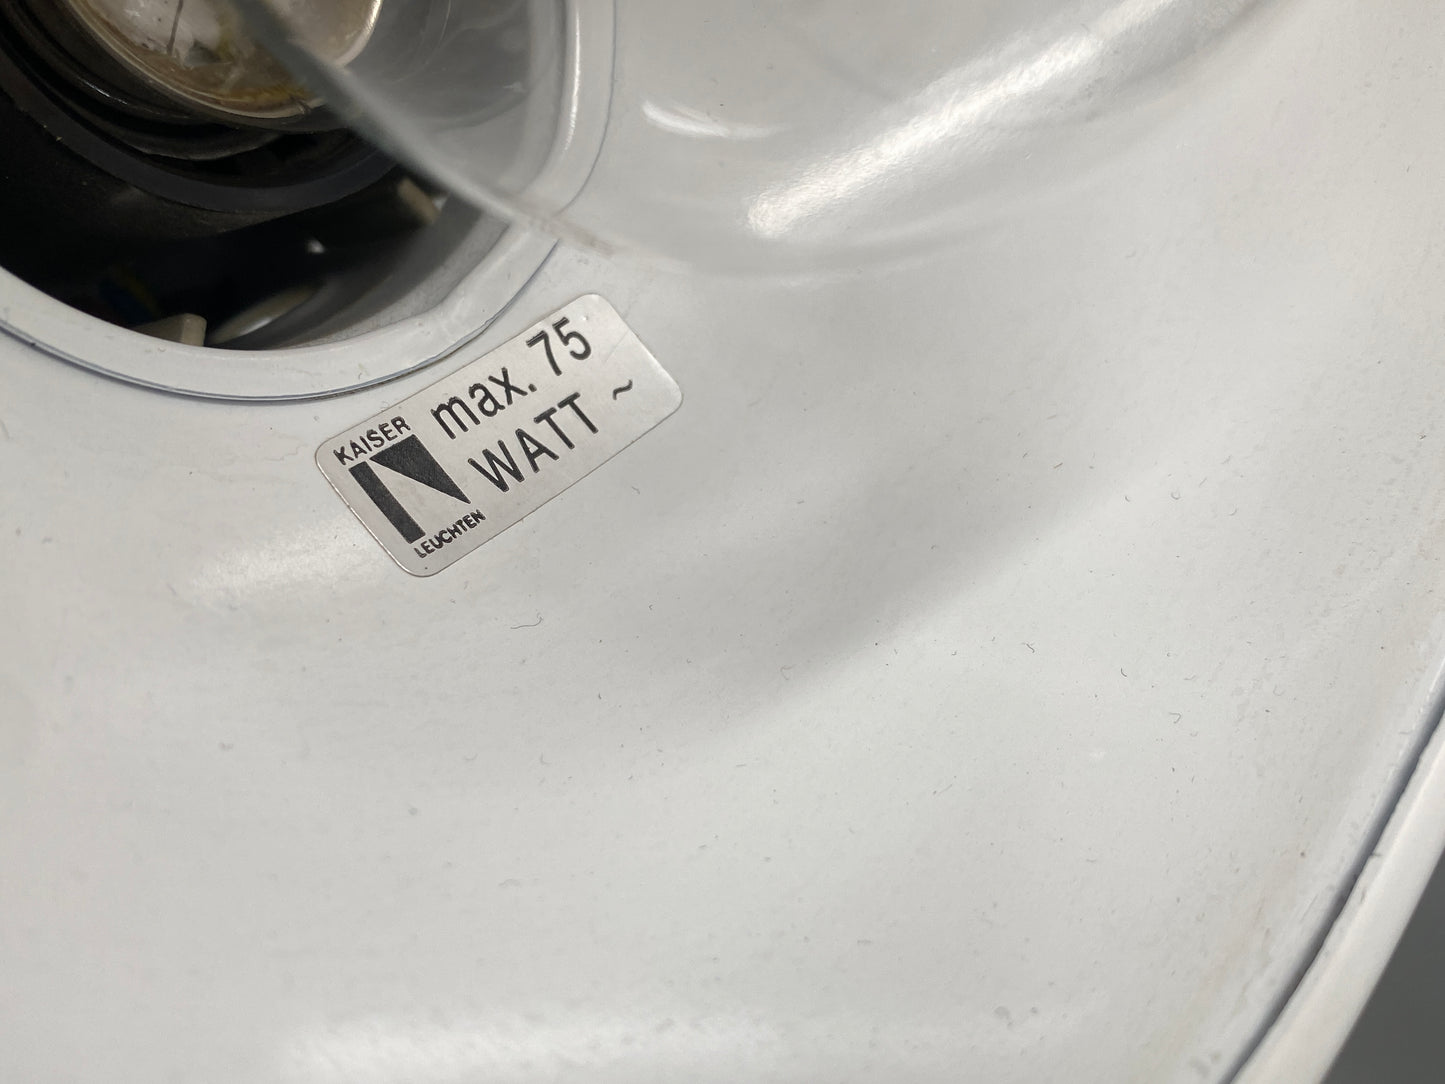 KAISER
LEUCHTEN
max. 75
WATT ~